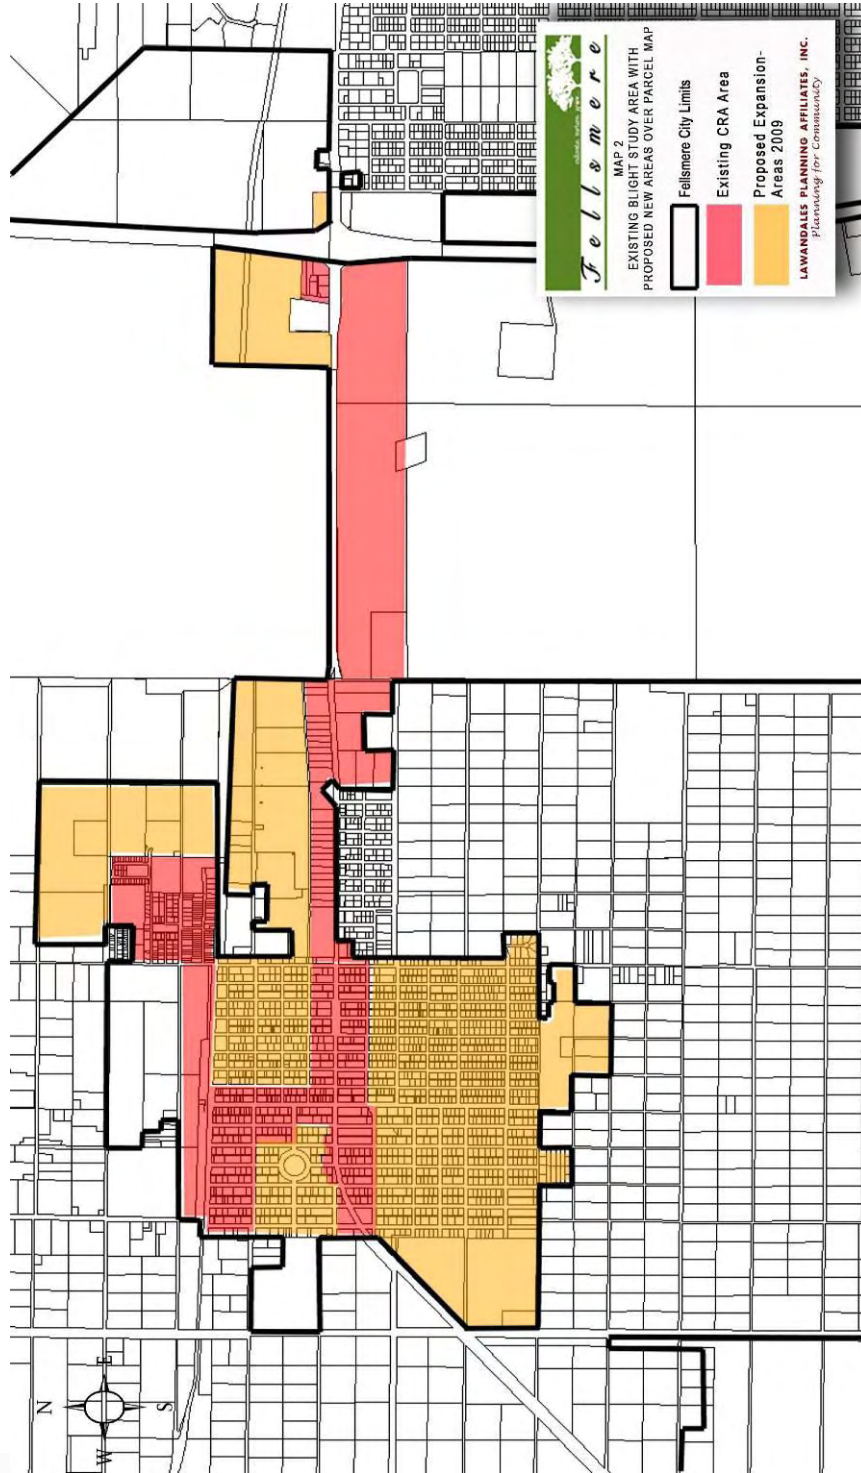 Fellsmere
MAP 2
EXISTING BLIGHT STUDY AREA WITH
PROPOSED NEW AREAS OVER PARCEL MAP
Fellsmere City Limits
Existing CRA Area
Proposed Expansion-
Areas 2009
LAWANDALES PLANNING AFFILIATES, INC.
Planning for Community
N
W
E
S